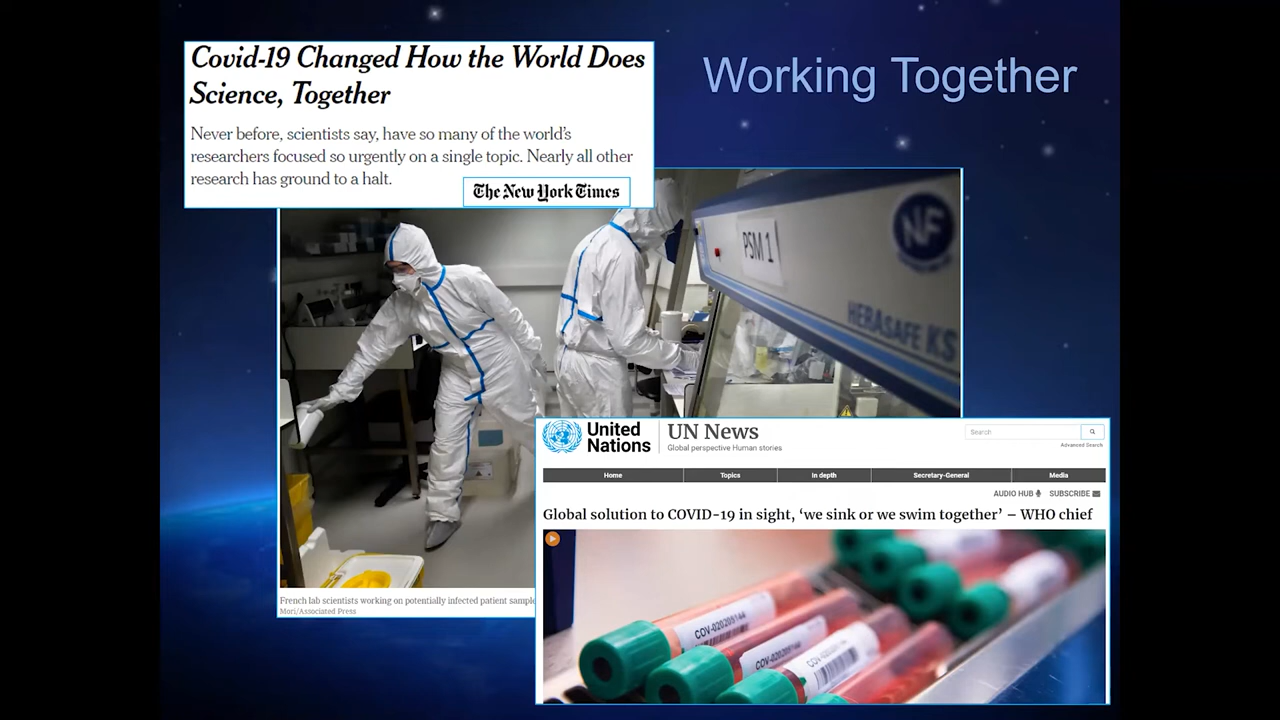 Covid-19 Changed How the World Does
Science, Together
Working Together
Never before, scientists say, have so many of the world's
researchers focused so urgently on a single topic. Nearly all other
research has ground to a halt.
The New York Times
PSM 1
NF
HERASAFE KS
United
Nations
UN News
Global perspective Human stories
Search
Advanced Search
Home
Topics
In depth
Secretary-General
Media
AUDIO HUB
SUBSCRIBE
Global solution to COVID-19 in sight, 'we sink or we swim together' – WHO chief
French lab scientists working on potentially infected patient sample
Mori/Associated Press